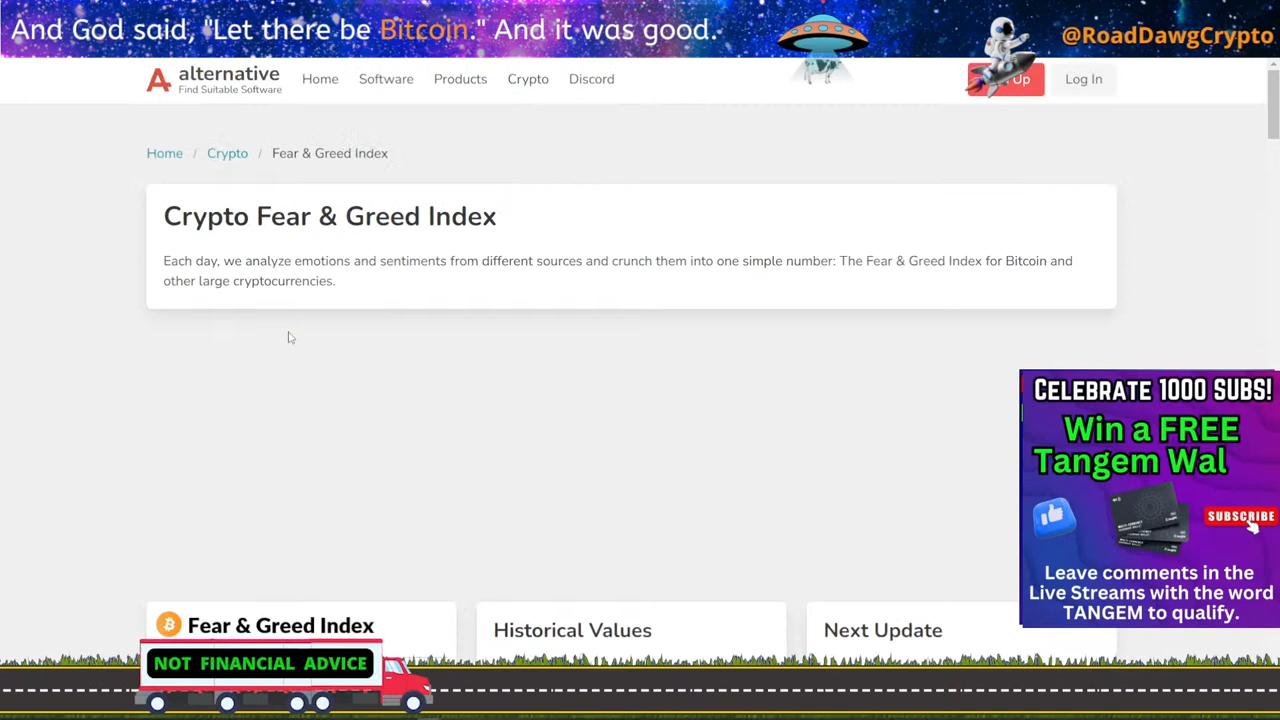 And God said, "Let there be Bitcoin." And it was good.
@RoadDawgCrypto
alternative
Find Suitable Software
Home
Software
Products
Crypto
Discord
Up
Log In
Home / Crypto / Fear & Greed Index
Crypto Fear & Greed Index
Each day, we analyze emotions and sentiments from different sources and crunch them into one simple number: The Fear & Greed Index for Bitcoin and
other large cryptocurrencies.
CELEBRATE 1000 SUBS!
Win a FREE
Tangem Wal
SUBSCRIBE
Leave comments in the
Live Streams with the word
TANGEM to qualify.
Fear & Greed Index
Historical Values
Next Update
NOT FINANCIAL ADVICE